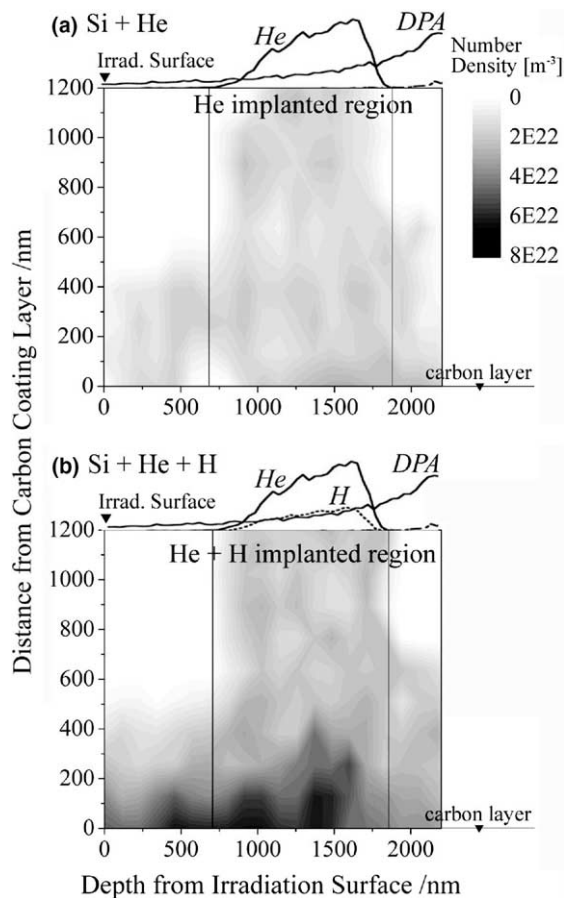 (a) Si + He
He
DPA
Irrad. Surface
Number
Density [m-3]
He implanted region
0
2E22
4E22
6E22
8E22
1200
1000
800
600
400
200
0
carbon layer
0 500 1000 1500 2000
Distance from Carbon Coating Layer /nm
(b) Si + He + H
He
DPA
H
Irrad. Surface
He + H implanted region
1200
1000
800
600
400
200
0
carbon layer
0 500 1000 1500 2000
Depth from Irradiation Surface /nm